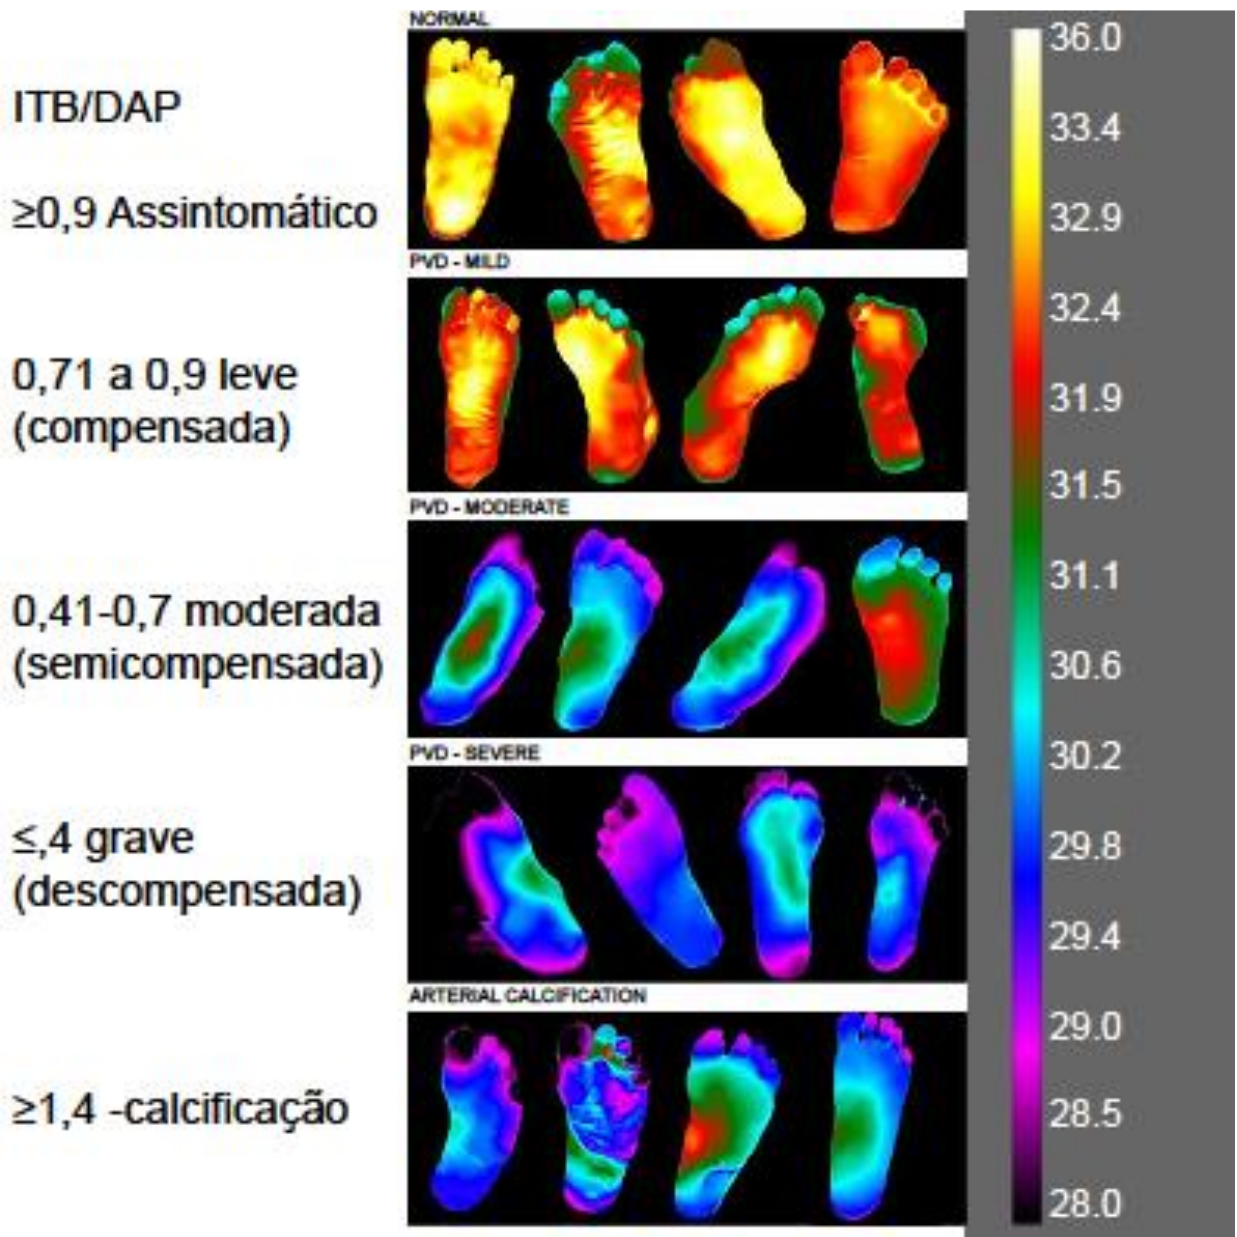 NORMAL
ITB/DAP
≥0,9 Assintomático
PVD - MILD
0,71 a 0,9 leve
(compensada)
PVD - MODERATE
0,41-0,7 moderada
(semicompensada)
PVD - SEVERE
≤,4 grave
(descompensada)
ARTERIAL CALCIFICATION
≥1,4 -calcificação
36.0
33.4
32.9
32.4
31.9
31.5
31.1
30.6
30.2
29.8
29.4
29.0
28.5
28.0